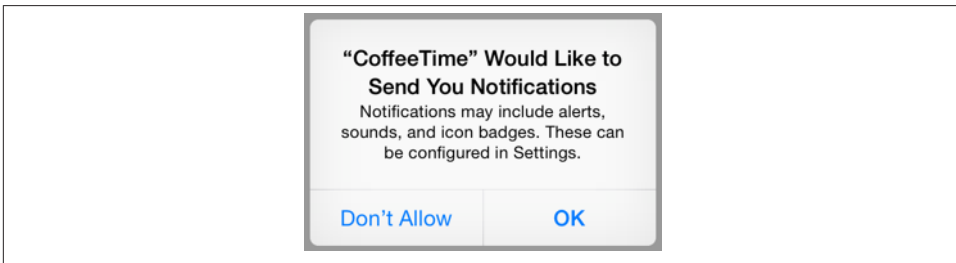 “CoffeeTime” Would Like to
Send You Notifications
Notifications may include alerts,
sounds, and icon badges. These can
be configured in Settings.
Don’t Allow
OK